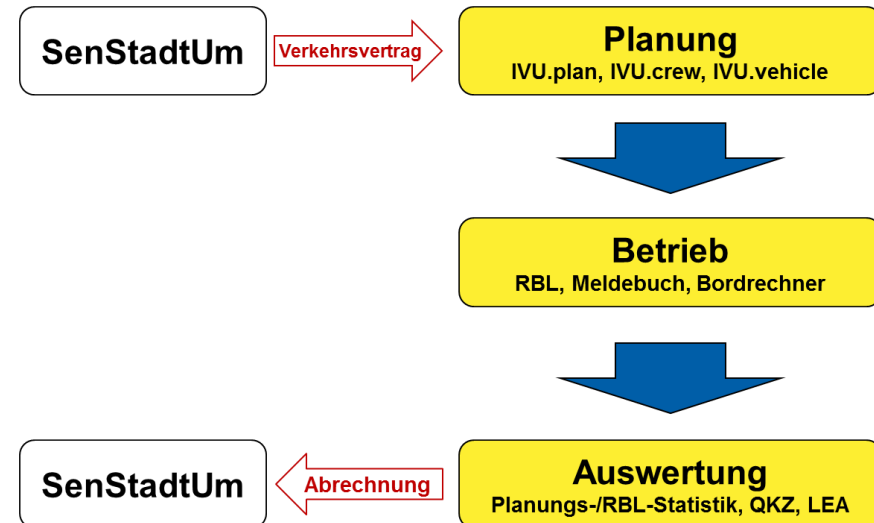 SenStadtUm
Verkehrsvertrag
Planung
IVU.plan, IVU.crew, IVU.vehicle
Betrieb
RBL, Meldebuch, Bordrechner
SenStadtUm
Abrechnung
Auswertung
Planungs-/RBL-Statistik, QKZ, LEA